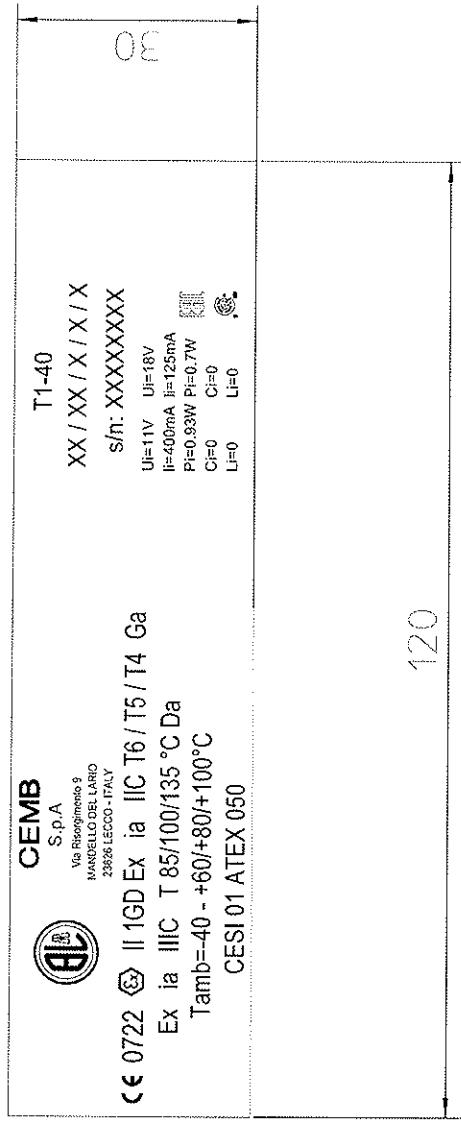 CEMB
S.p.A
Via Risorgimento 9
MANDELLO DEL LARIO
23826 LECCO - ITALY
CE 0722 Ex II 1GD Ex ia IIC T6 / T5 / T4 Ga
Ex ia IIIC T 85/100/135 °C Da
Tamb=-40 - +60/+80/+100°C
CESI 01 ATEX 050
T1-40
XX / XX / X / X / X
s/n: XXXXXXXX
Ui=11V Ui=18V
Ii=400mA Ii=125mA
Pi=0.93W Pi=0.7W
Ci=0 Ci=0
Li=0 Li=0
30
120